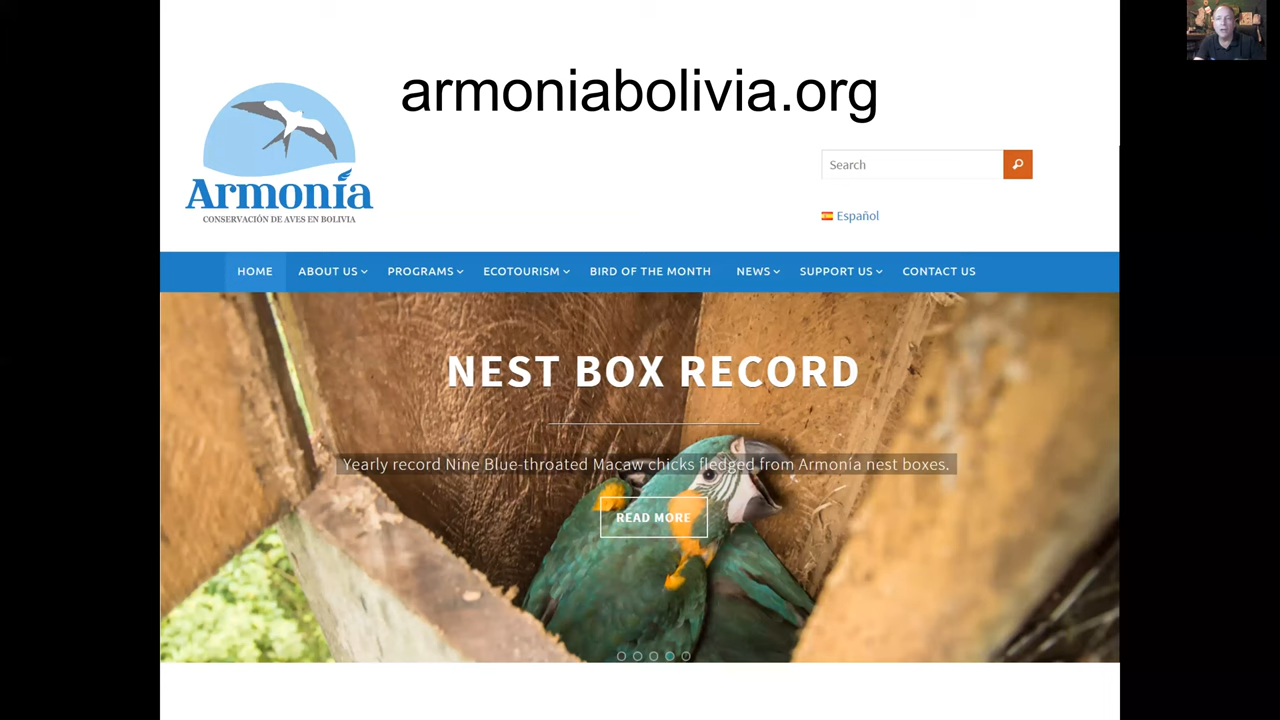 armoniabolivia.org
Armonía
CONSERVACIÓN DE AVES EN BOLIVIA
Search
Español
HOME ABOUT US PROGRAMS ECOTOURISM BIRD OF THE MONTH NEWS SUPPORT US CONTACT US
NEST BOX RECORD
Yearly record Nine Blue-throated Macaw chicks fledged from Armonía nest boxes.
READ MORE